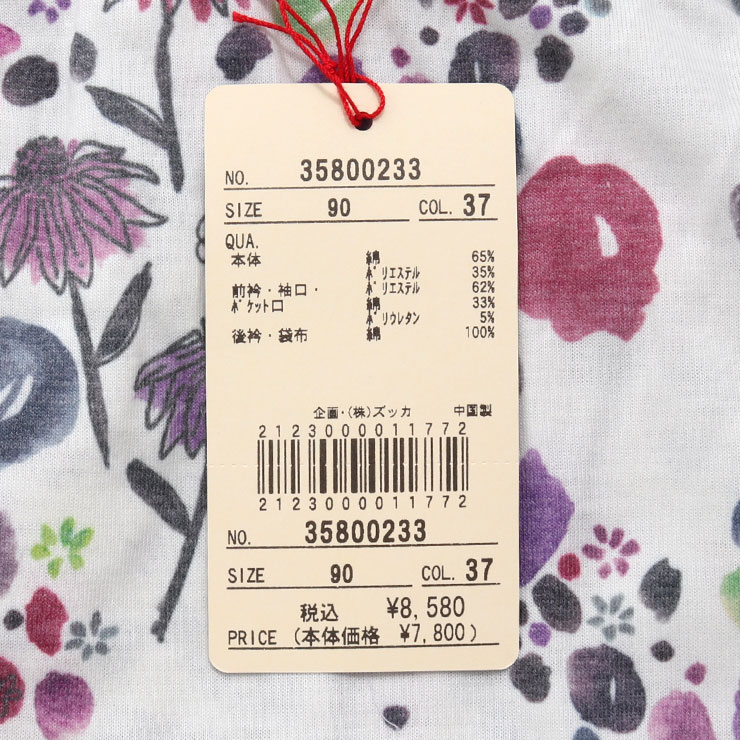 NO. 35800233
SIZE 90 COL. 37
QUA.
本体 綿 65%
ﾎﾟﾘｴｽﾃﾙ 35%
前衿・袖口・ ﾎﾟﾘｴｽﾃﾙ 62%
ﾎﾟｹｯﾄ口 綿 33%
ﾎﾟﾘｳﾚﾀﾝ 5%
後衿・袋布 綿 100%
企画・(株)ズッカ 中国製
2123000011772
2123000011772
NO. 35800233
SIZE 90 COL. 37
税込 ¥8,580
PRICE (本体価格 ¥7,800)